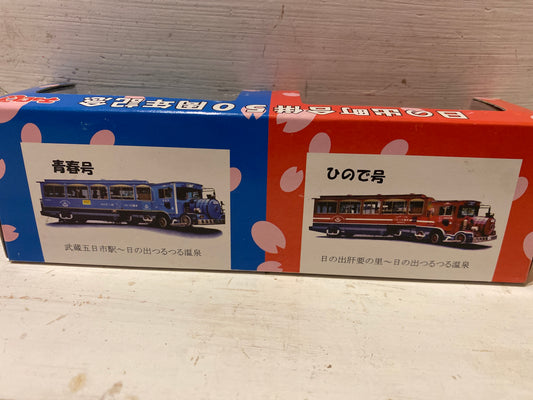 日の出町合併50周年記念
青春号
武蔵五日市駅～日の出つるつる温泉
ひので号
日の出肝要の里～日の出つるつる温泉